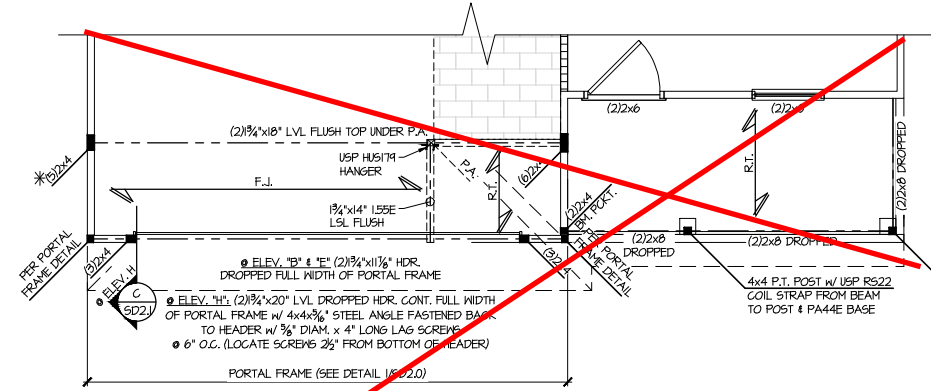 (2)2x6
(2)2x6
(2)1¾"x18" LVL FLUSH TOP UNDER P.A.
USP HUS179
HANGER
(5)2x4
*
F.J.
P.A.
R.T.
(6)2x4
R.T.
(2)2x8 DROPPED
1¾"x14" 1.55E
LSL FLUSH
(2)2x4
BM. PCKT.
PER PORTAL
FRAME DETAIL
(3)2x4
(3)2x4
PER PORTAL
FRAME DETAIL
(2)2x8
DROPPED
(2)2x8 DROPPED
@ ELEV. "B" & "E" (2)1¾"x11⅞" HDR.
DROPPED FULL WIDTH OF PORTAL FRAME
4x4 P.T. POST W/ USP RS22
COIL STRAP FROM BEAM
TO POST & PA44E BASE
@ ELEV. H
C
SD2.1
@ ELEV. "H": (2)1¾"x20" LVL DROPPED HDR. CONT. FULL WIDTH
OF PORTAL FRAME W/ 4x4x5/16" STEEL ANGLE FASTENED BACK
TO HEADER W/ ⅝" DIAM. x 4" LONG LAG SCREWS
@ 6" O.C. (LOCATE SCREWS 2½" FROM BOTTOM OF HEADER)
PORTAL FRAME (SEE DETAIL 1/SD2.0)